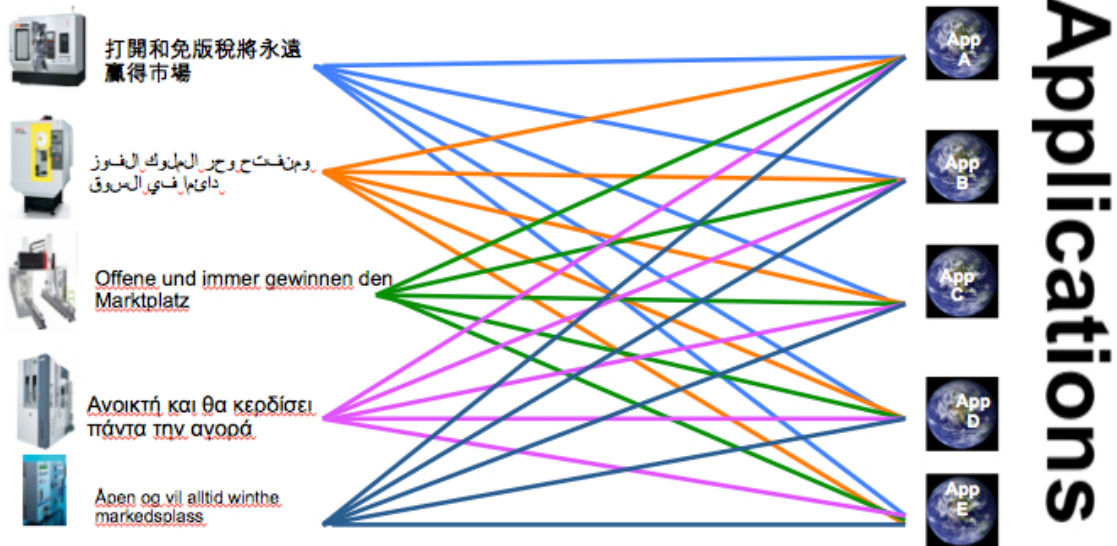 打開和免版稅將永遠
贏得市場
ومنفتح وحر الملوك الفوز
دائما في السوق
Offene und immer gewinnen den
Marktplatz
Ανοικτή και θα κερδίσει
πάντα την αγορά
Åpen og vil alltid winthe
markedsplass
App
A
App
B
App
C
App
D
App
E
Applications